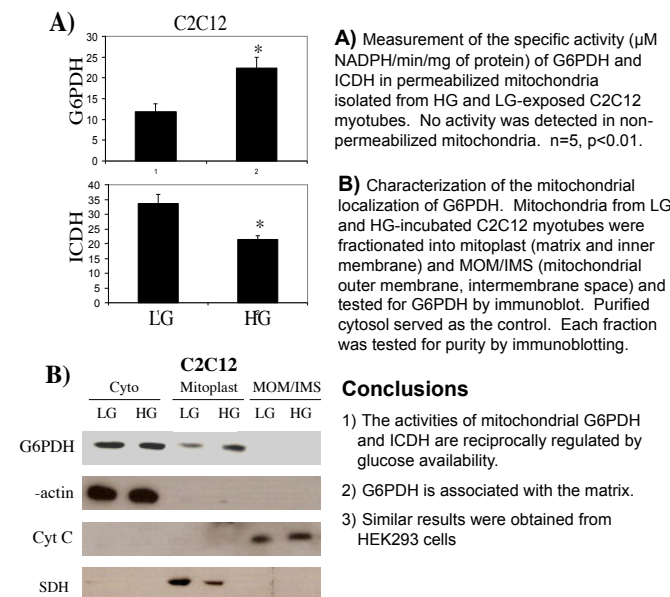 A)
C2C12
G6PDH
30
25
20
15
10
5
0
*
1
2
ICDH
40
35
30
25
20
15
10
5
0
*
LG
HG
A) Measurement of the specific activity (µM
NADPH/min/mg of protein) of G6PDH and
ICDH in permeabilized mitochondria
isolated from HG and LG-exposed C2C12
myotubes. No activity was detected in non-
permeabilized mitochondria. n=5, p<0.01.
B) Characterization of the mitochondrial
localization of G6PDH. Mitochondria from LG
and HG-incubated C2C12 myotubes were
fractionated into mitoplast (matrix and inner
membrane) and MOM/IMS (mitochondrial
outer membrane, intermembrane space) and
tested for G6PDH by immunoblot. Purified
cytosol served as the control. Each fraction
was tested for purity by immunoblotting.
B)
C2C12
Cyto Mitoplast MOM/IMS
LG HG LG HG LG HG
G6PDH
-actin
Cyt C
SDH
Conclusions
1) The activities of mitochondrial G6PDH
and ICDH are reciprocally regulated by
glucose availability.
2) G6PDH is associated with the matrix.
3) Similar results were obtained from
HEK293 cells